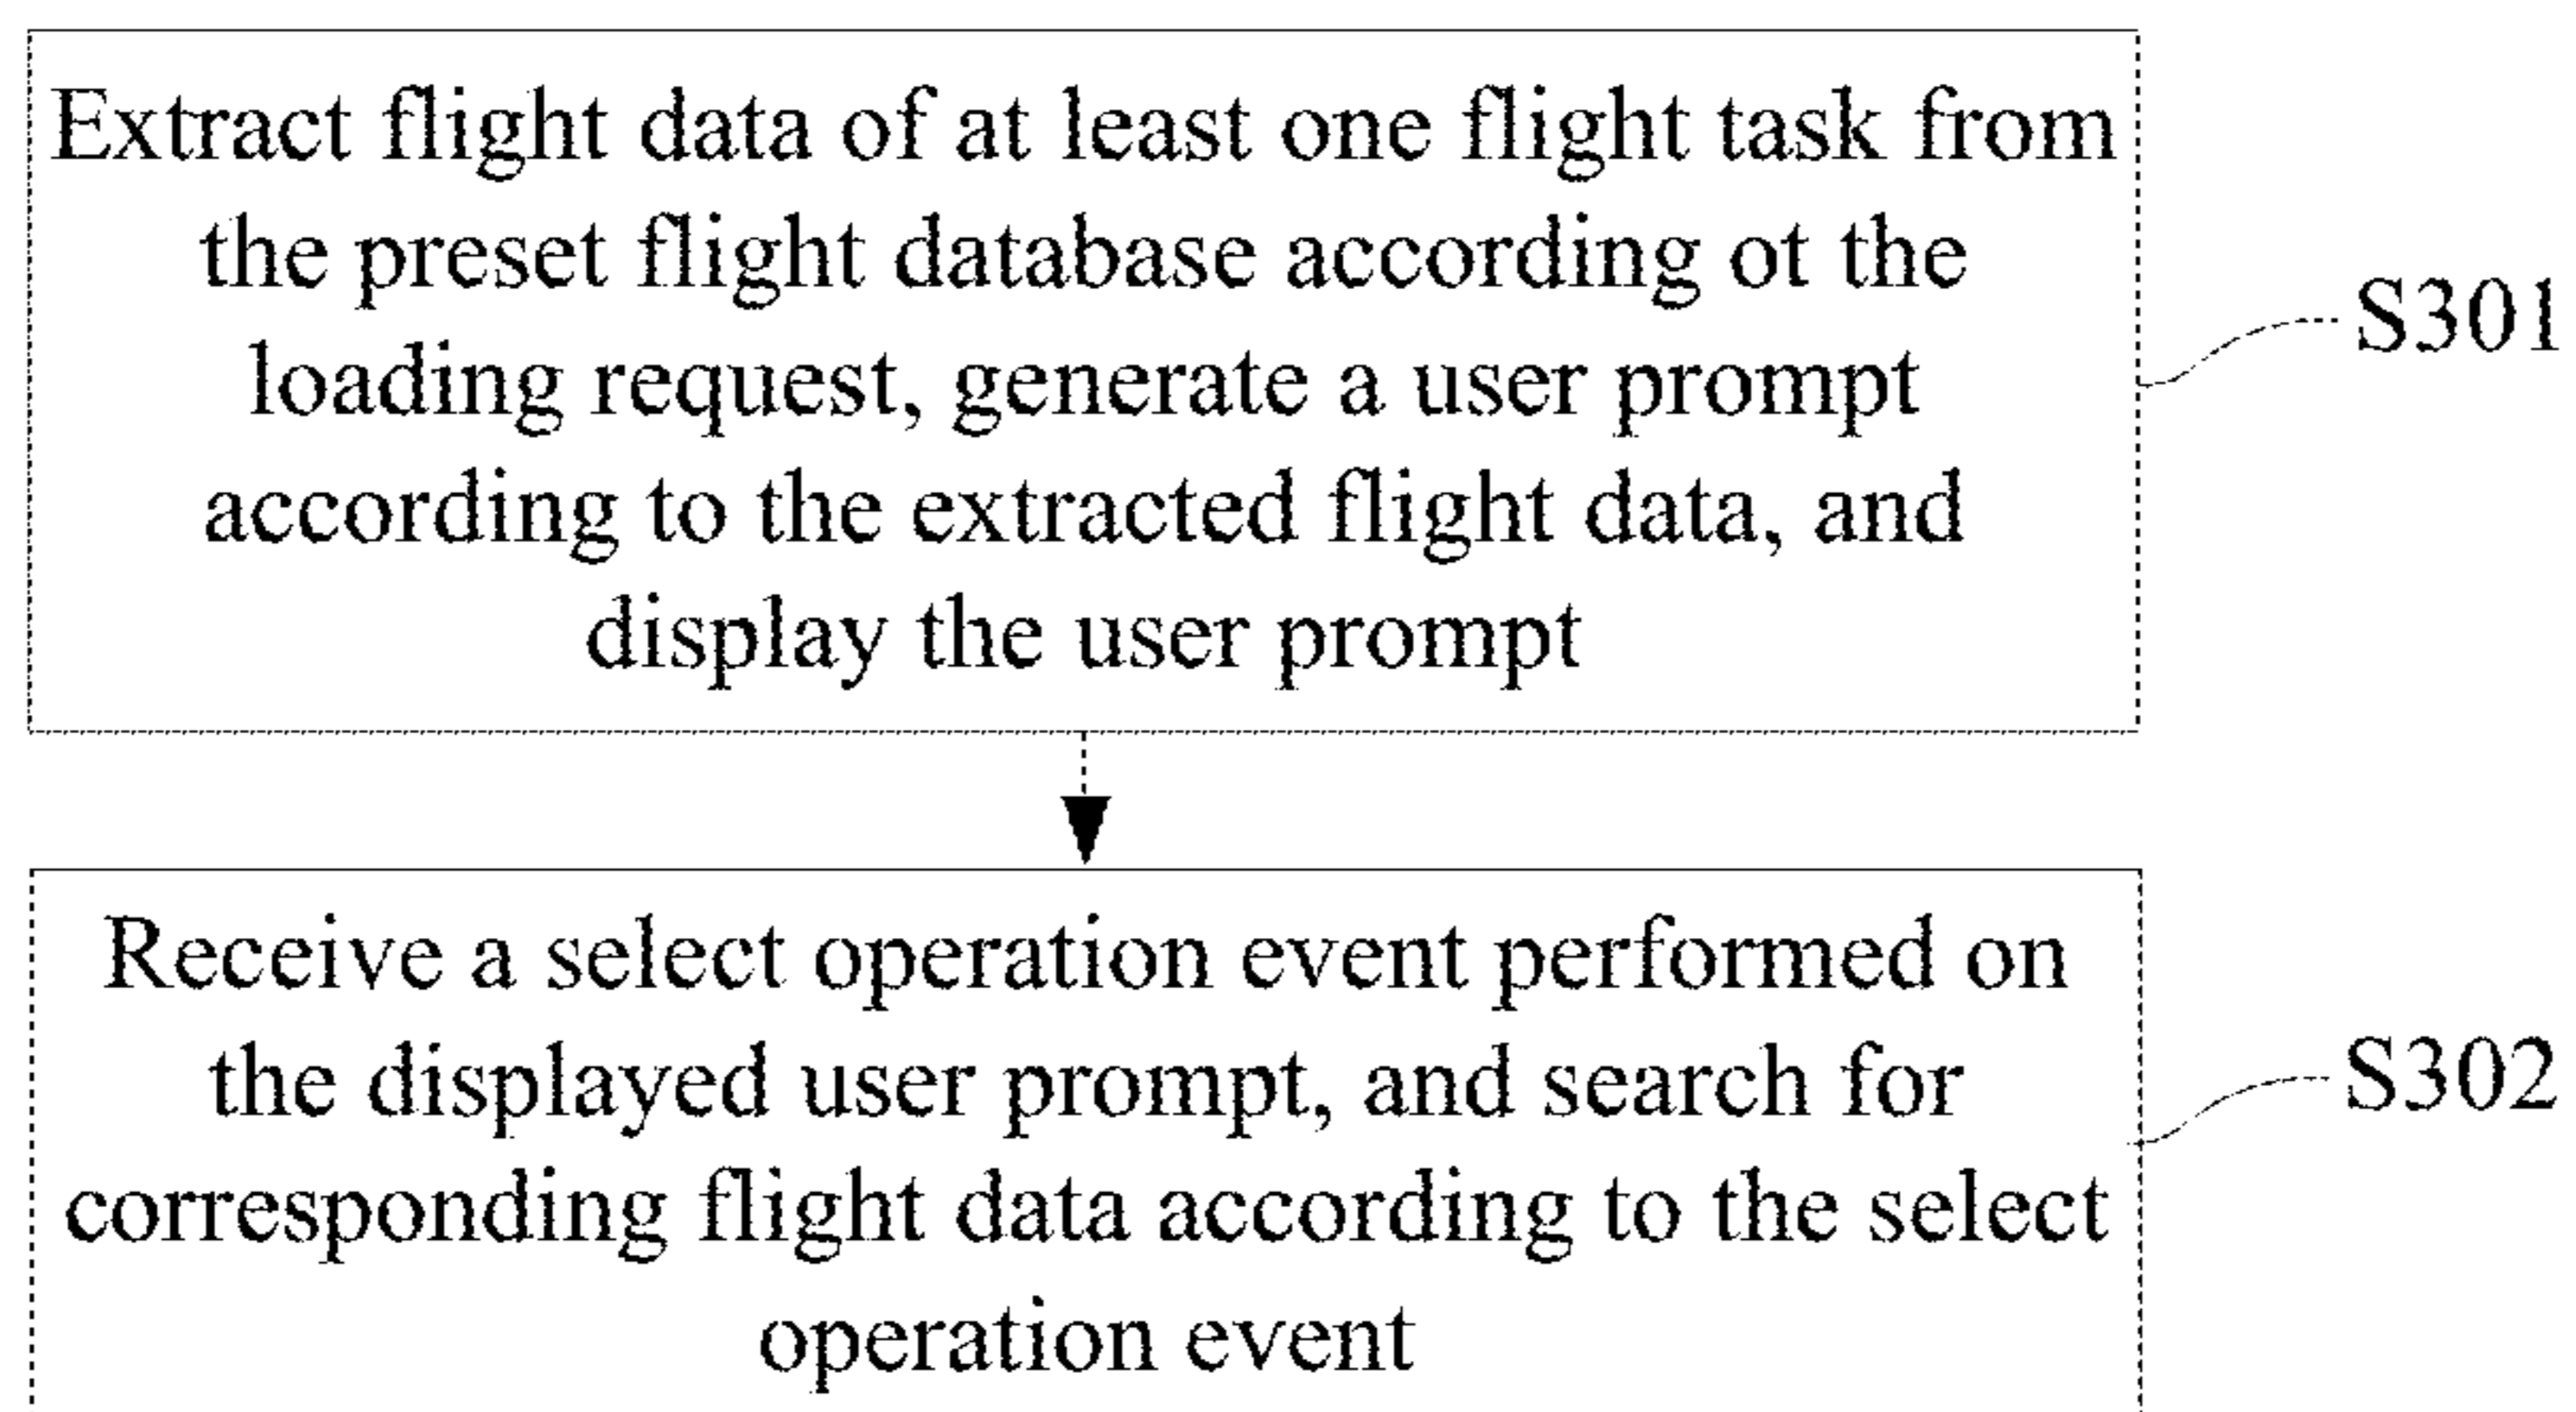 Extract flight data of at least one flight task from
the preset flight database according ot the
loading request, generate a user prompt
according to the extracted flight data, and
display the user prompt
S301
Receive a select operation event performed on
the displayed user prompt, and search for
corresponding flight data according to the select
operation event
S302